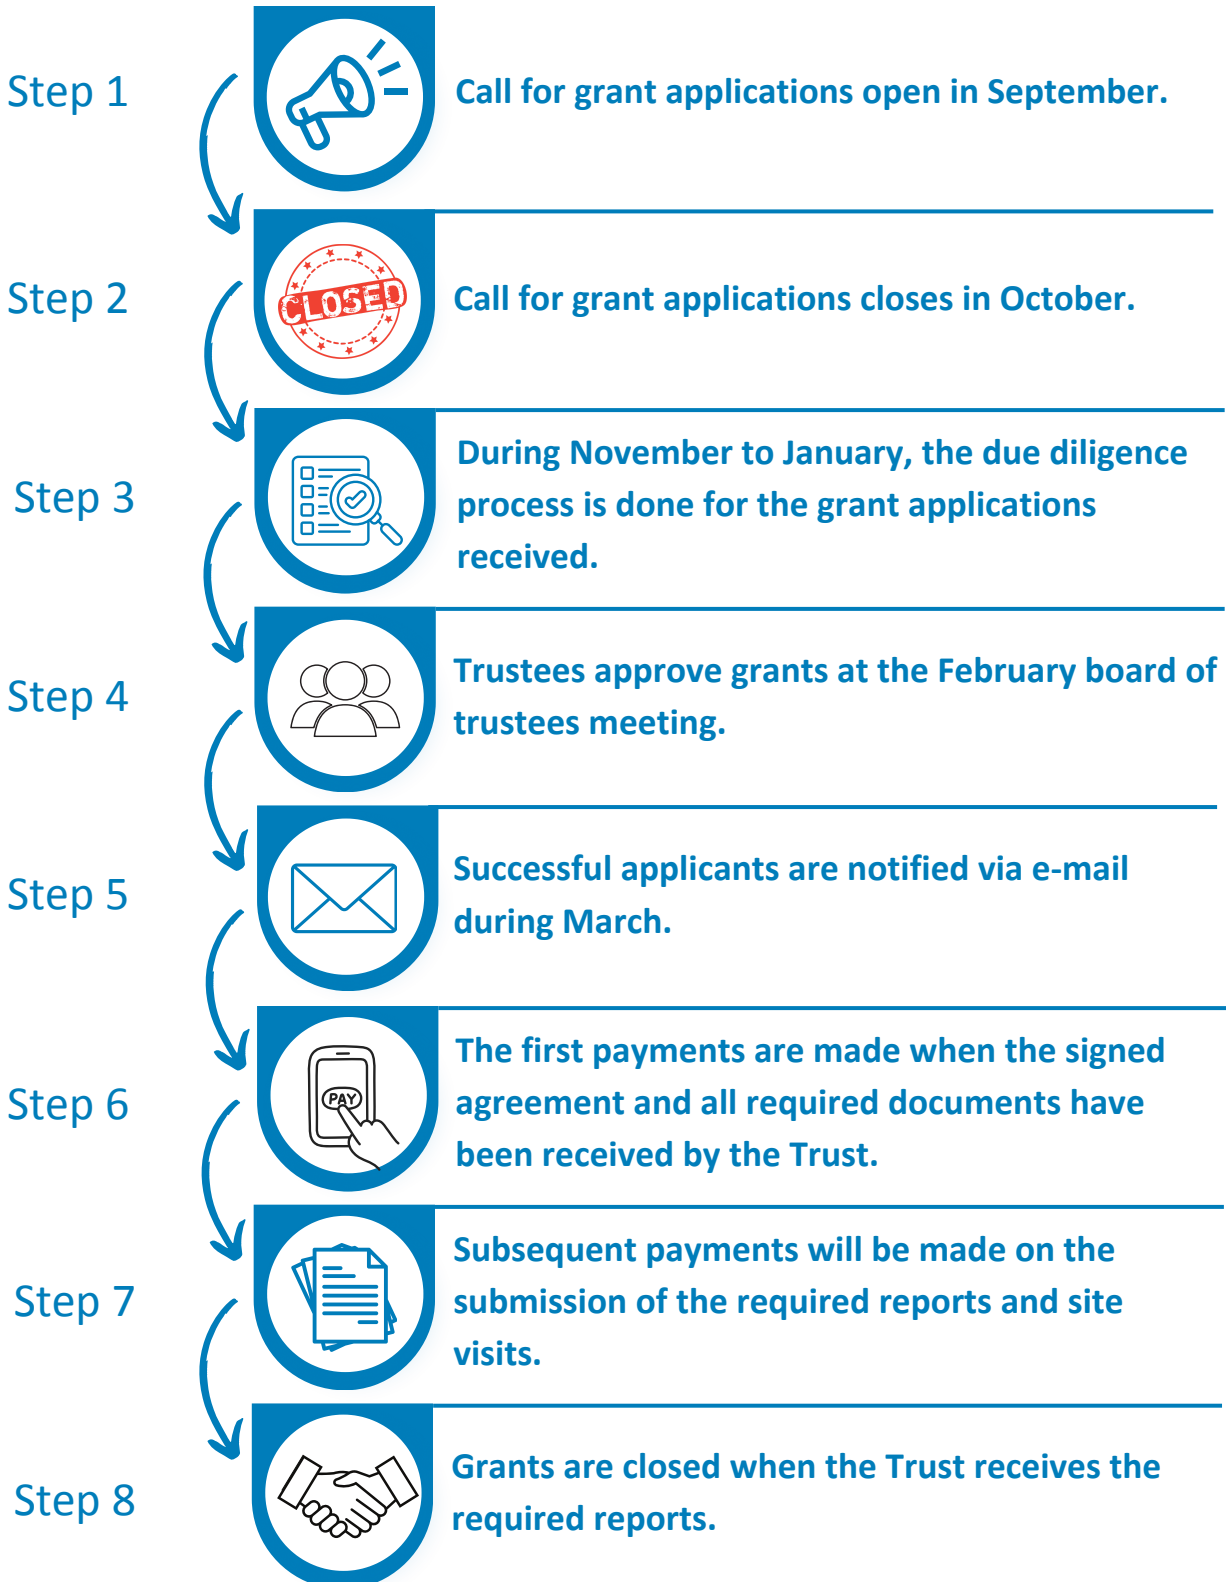 Step 1
Call for grant applications open in September.
Step 2
CLOSED
Call for grant applications closes in October.
Step 3
During November to January, the due diligence
process is done for the grant applications
received.
Step 4
Trustees approve grants at the February board of
trustees meeting.
Step 5
Successful applicants are notified via e-mail
during March.
Step 6
PAY
The first payments are made when the signed
agreement and all required documents have
been received by the Trust.
Step 7
Subsequent payments will be made on the
submission of the required reports and site
visits.
Step 8
Grants are closed when the Trust receives the
required reports.